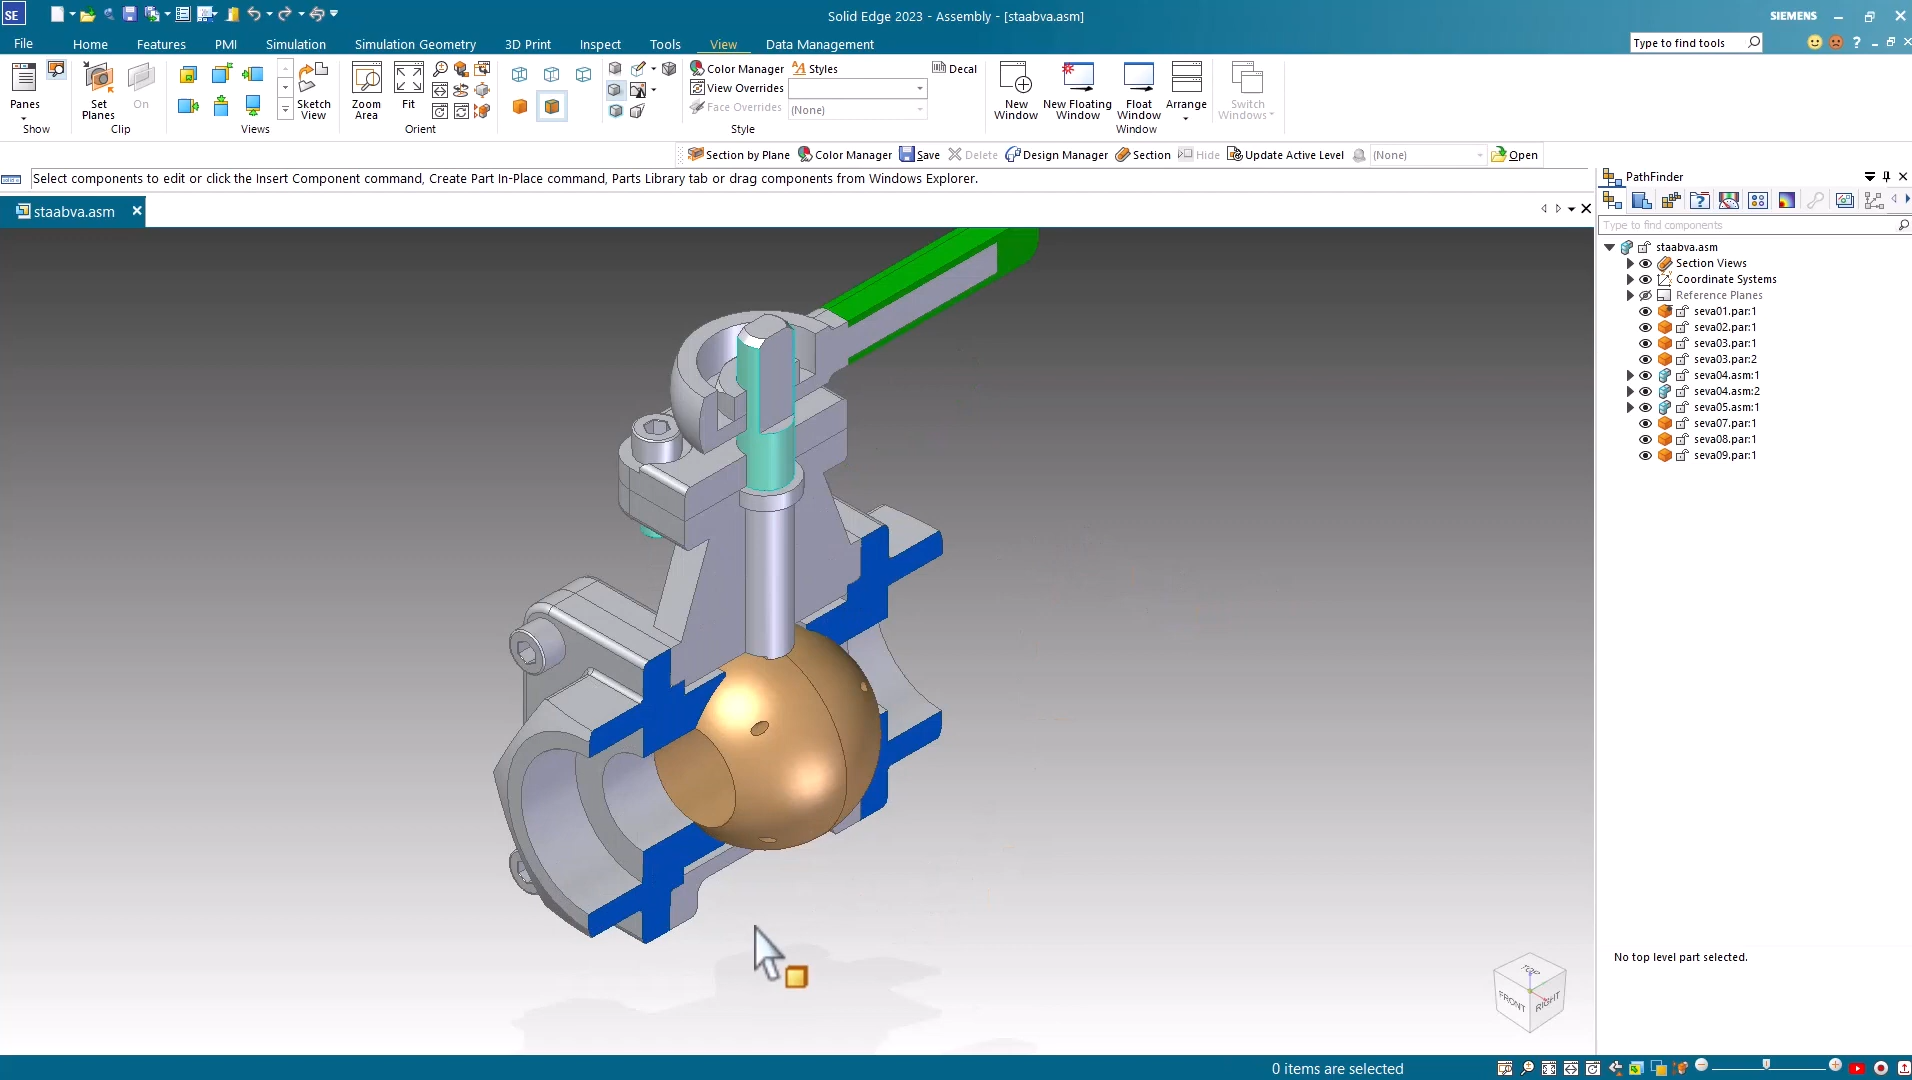 SE
Solid Edge 2023 - Assembly - [staabva.asm]
SIEMENS
File Home Features PMI Simulation Simulation Geometry 3D Print Inspect Tools View Data Management
Type to find tools
Panes
Show
Set Planes
On
Clip
Views
Sketch View
Zoom Area
Fit
Orient
Color Manager
Styles
View Overrides
Face Overrides
(None)
Decal
Style
New Window
New Floating Window
Float Window
Arrange
Switch Windows
Window
Section by Plane Color Manager Save Delete Design Manager Section Hide Update Active Level (None) Open
Select components to edit or click the Insert Component command, Create Part In-Place command, Parts Library tab or drag components from Windows Explorer.
staabva.asm
PathFinder
Type to find components
staabva.asm
Section Views
Coordinate Systems
Reference Planes
seva01.par:1
seva02.par:1
seva03.par:1
seva03.par:2
seva04.asm:1
seva04.asm:2
seva05.asm:1
seva07.par:1
seva08.par:1
seva09.par:1
No top level part selected.
TOP
FRONT
RIGHT
0 items are selected